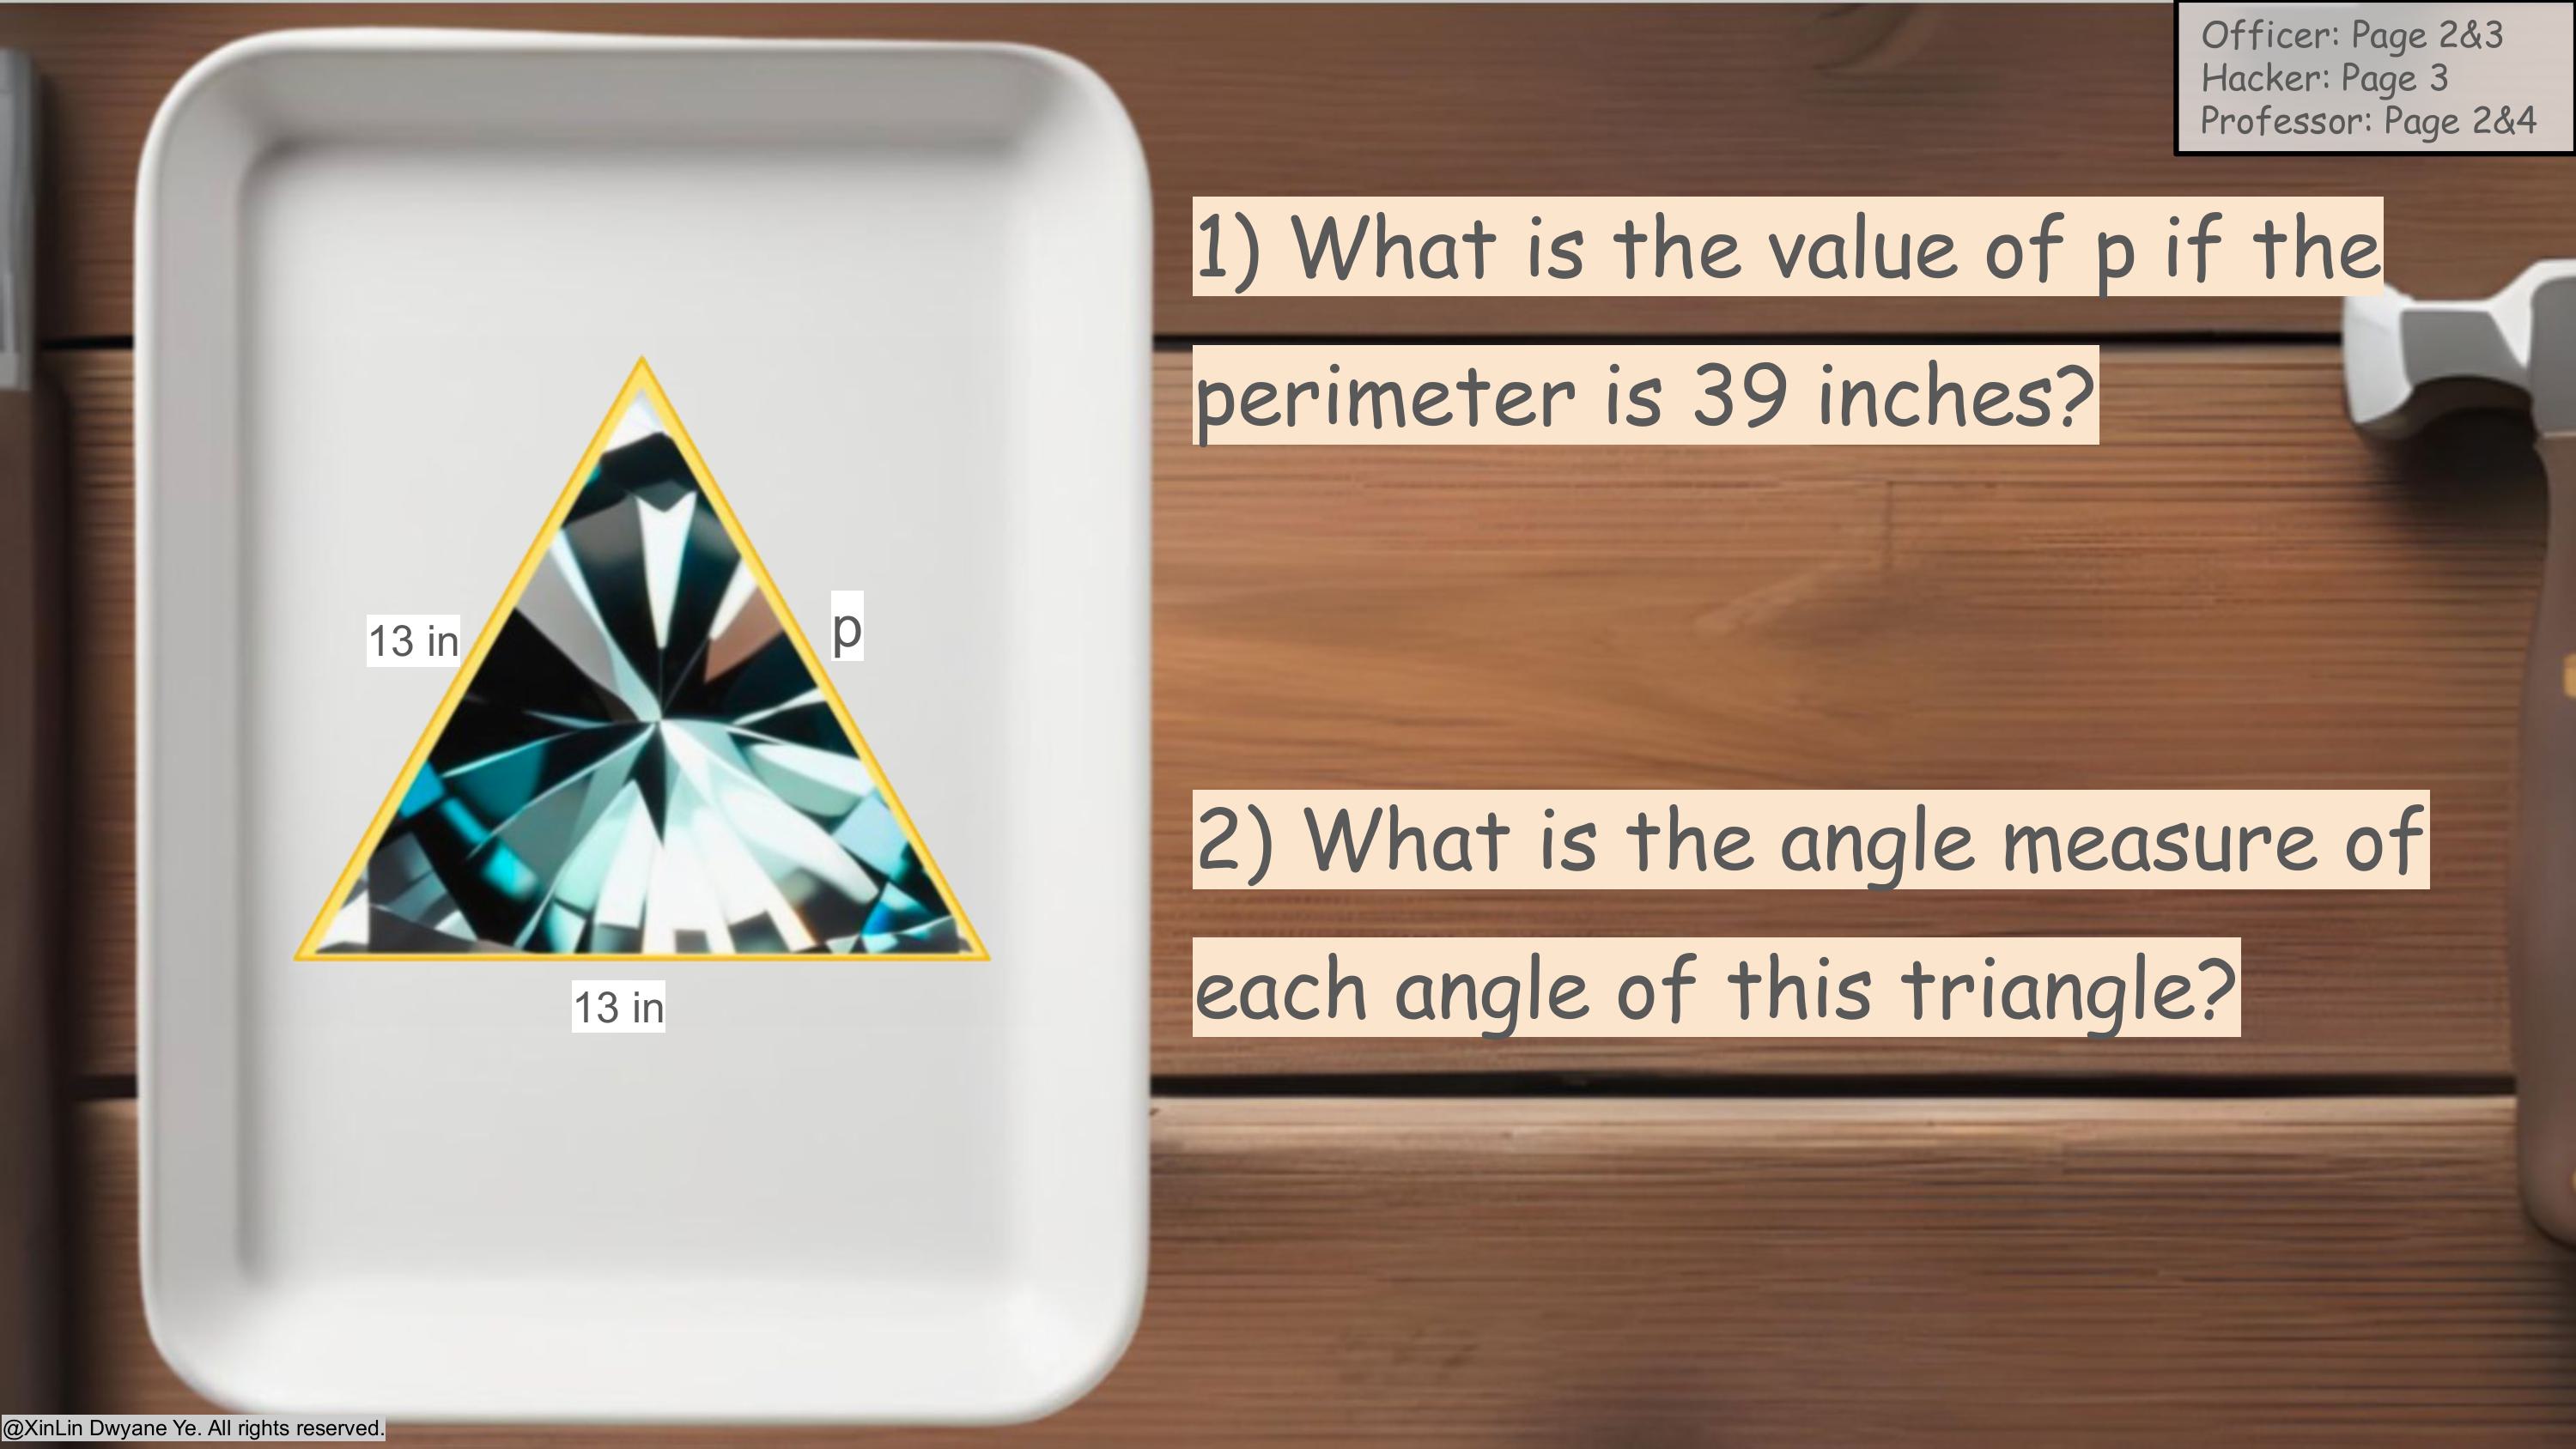 Officer: Page 2&3
Hacker: Page 3
Professor: Page 2&4
1) What is the value of p if the
perimeter is 39 inches?
13 in
p
13 in
2) What is the angle measure of
each angle of this triangle?
@XinLin Dwyane Ye. All rights reserved.